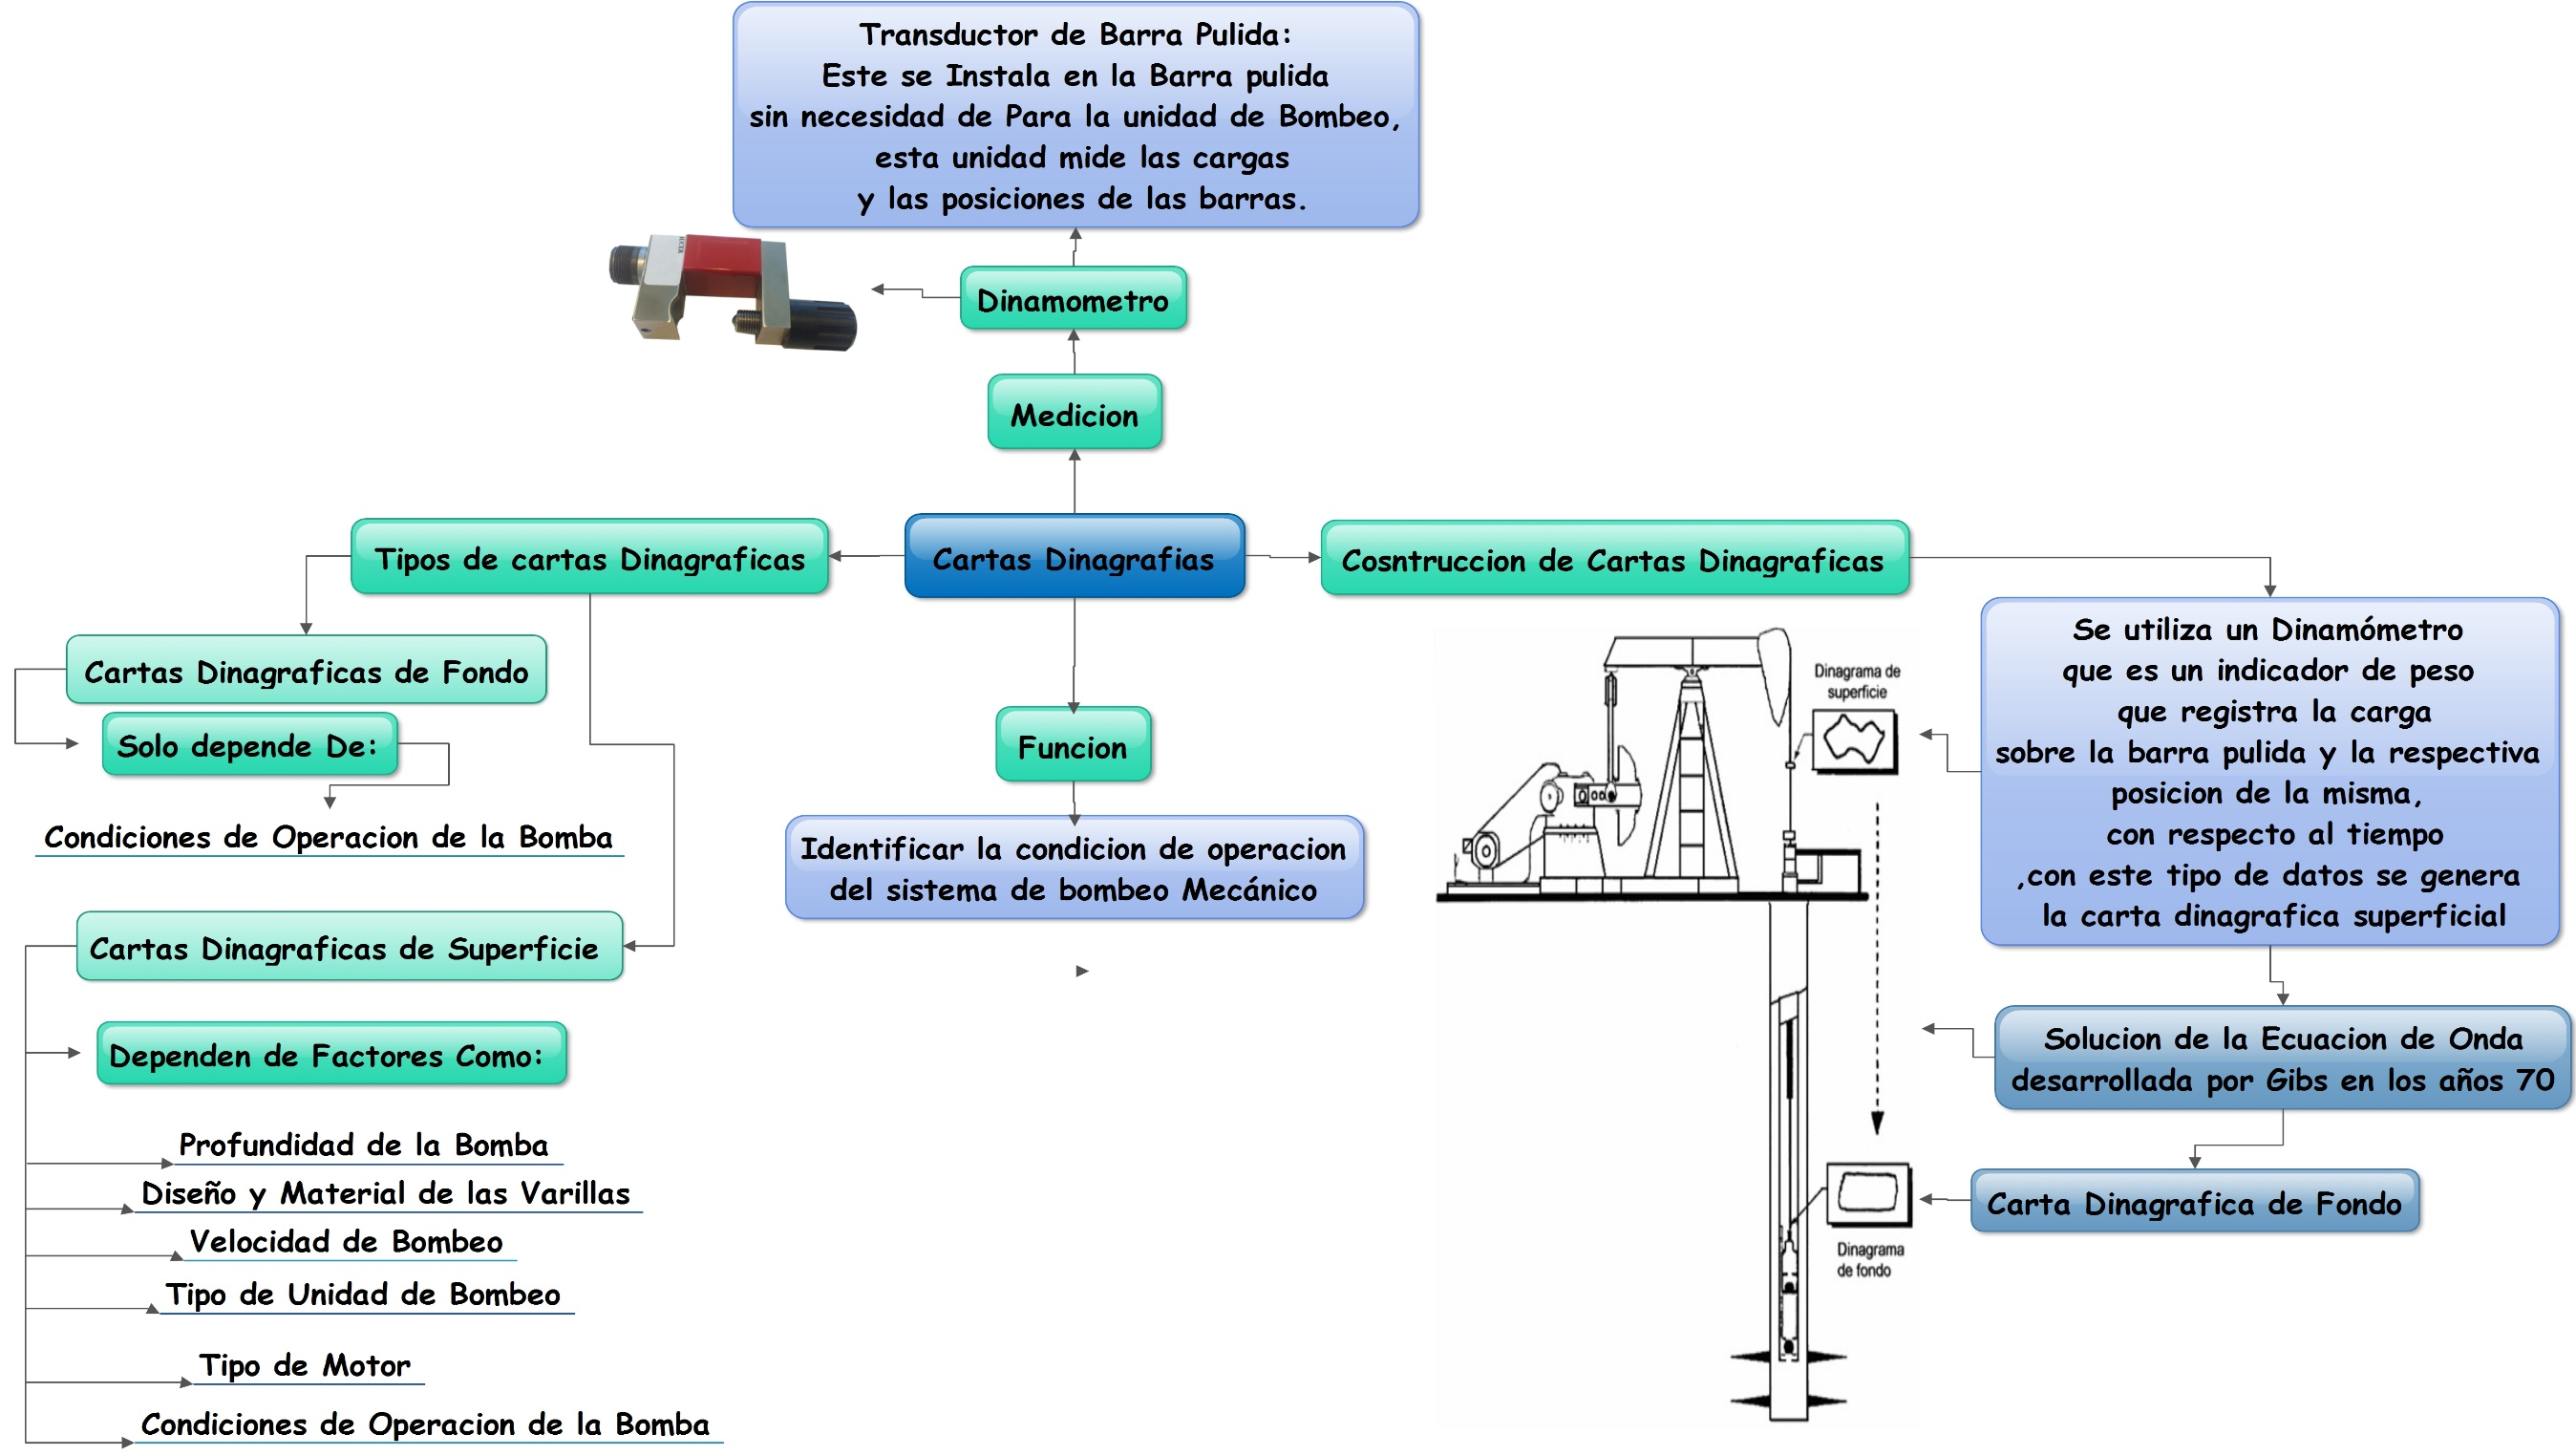 Transductor de Barra Pulida:
Este se Instala en la Barra pulida
sin necesidad de Para la unidad de Bombeo,
esta unidad mide las cargas
y las posiciones de las barras.
Dinamometro
Medicion
Tipos de cartas Dinagraficas
Cartas Dinagrafias
Cosntruccion de Cartas Dinagraficas
Cartas Dinagraficas de Fondo
Solo depende De:
Condiciones de Operacion de la Bomba
Cartas Dinagraficas de Superficie
Dependen de Factores Como:
Profundidad de la Bomba
Diseño y Material de las Varillas
Velocidad de Bombeo
Tipo de Unidad de Bombeo
Tipo de Motor
Condiciones de Operacion de la Bomba
Funcion
Identificar la condicion de operacion
del sistema de bombeo Mecánico
Dinagrama de
superficie
Dinagrama
de fondo
Se utiliza un Dinamómetro
que es un indicador de peso
que registra la carga
sobre la barra pulida y la respectiva
posicion de la misma,
con respecto al tiempo
,con este tipo de datos se genera
la carta dinagrafica superficial
Solucion de la Ecuacion de Onda
desarrollada por Gibs en los años 70
Carta Dinagrafica de Fondo